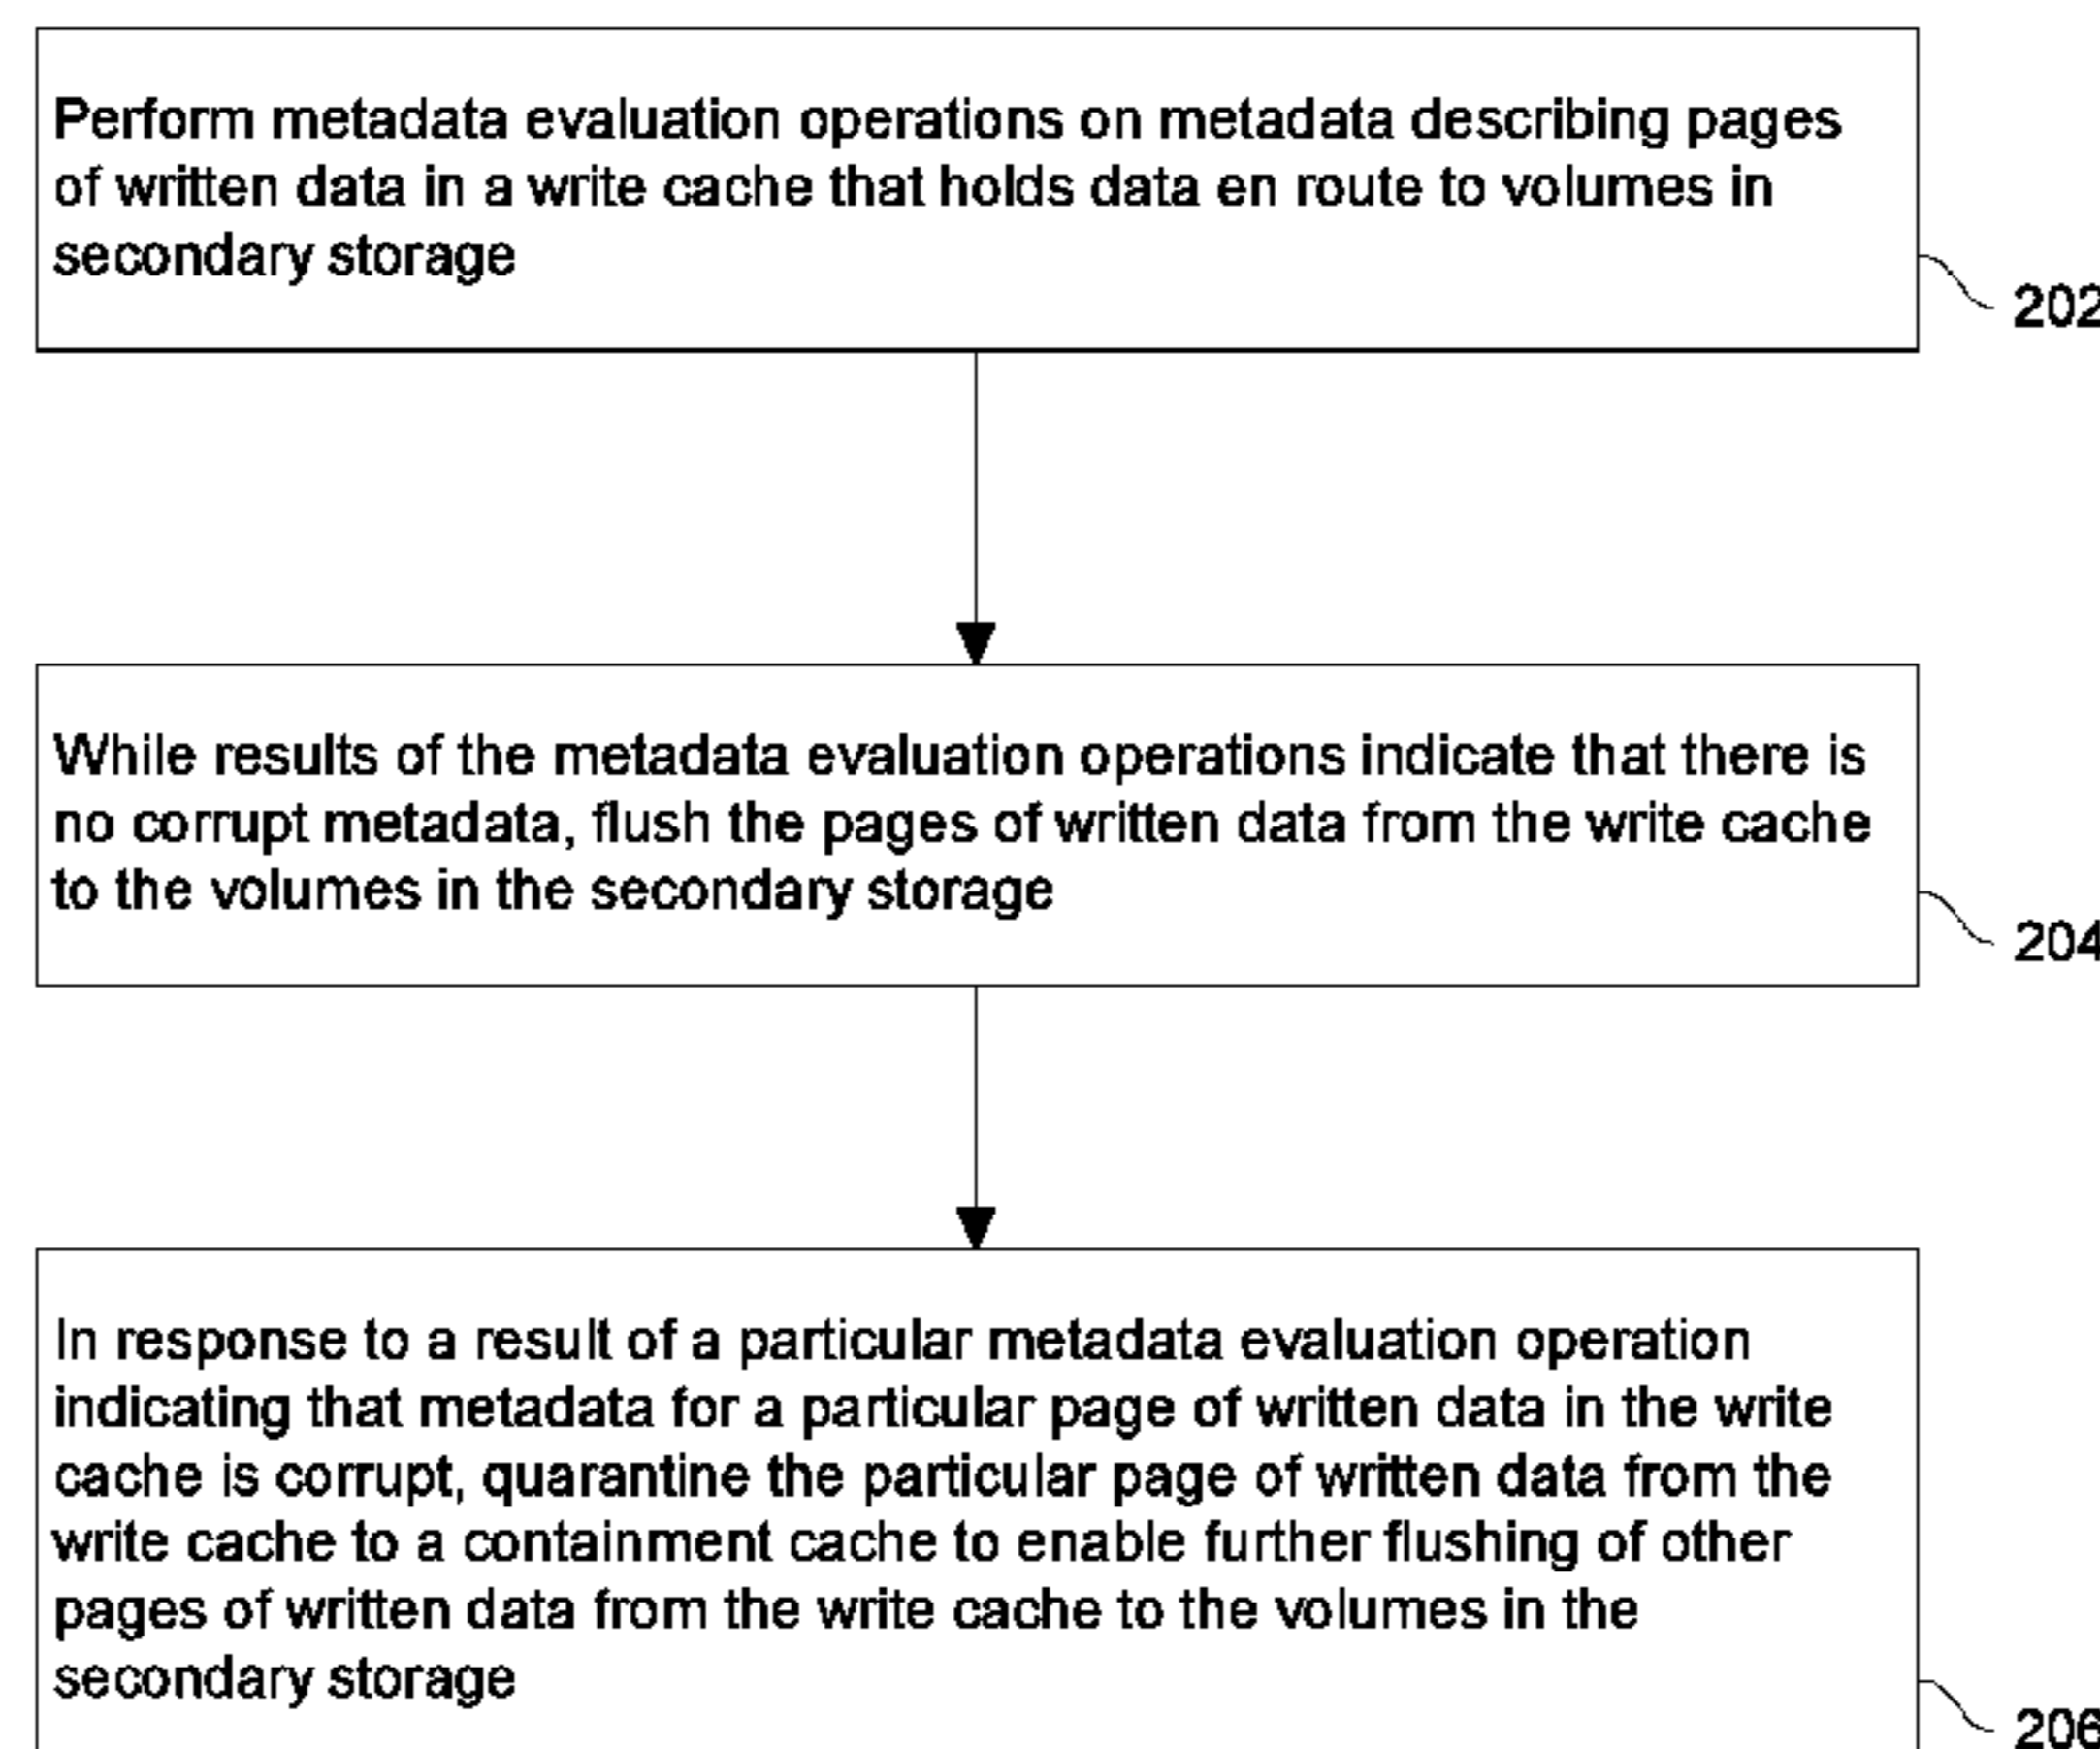 Perform metadata evaluation operations on metadata describing pages
of written data in a write cache that holds data en route to volumes in
secondary storage
202
While results of the metadata evaluation operations indicate that there is
no corrupt metadata, flush the pages of written data from the write cache
to the volumes in the secondary storage
204
In response to a result of a particular metadata evaluation operation
indicating that metadata for a particular page of written data in the write
cache is corrupt, quarantine the particular page of written data from the
write cache to a containment cache to enable further flushing of other
pages of written data from the write cache to the volumes in the
secondary storage
206